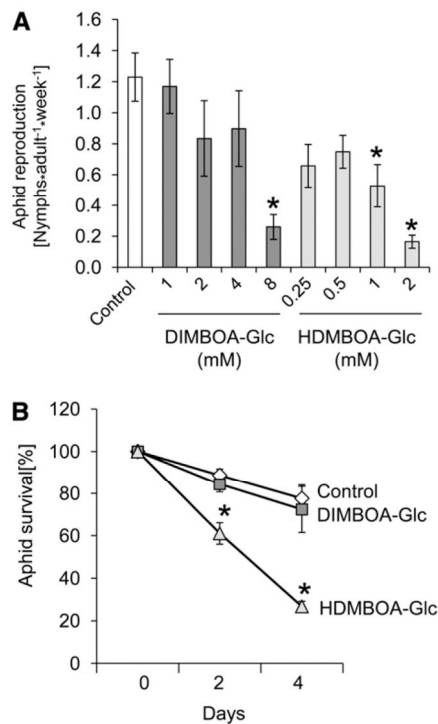 A
Aphid reproduction
[Nymphs*adult⁻¹*week⁻¹]
1.6
1.4
1.2
1.0
0.8
0.6
0.4
0.2
0.0
* * *
Control 1 2 4 8 0.25 0.5 1 2
DIMBOA-Glc HDMBOA-Glc
(mM) (mM)
B
Aphid survival[%]
120
100
80
60
40
20
0
Control
DIMBOA-Glc
* *
HDMBOA-Glc
0 2 4
Days